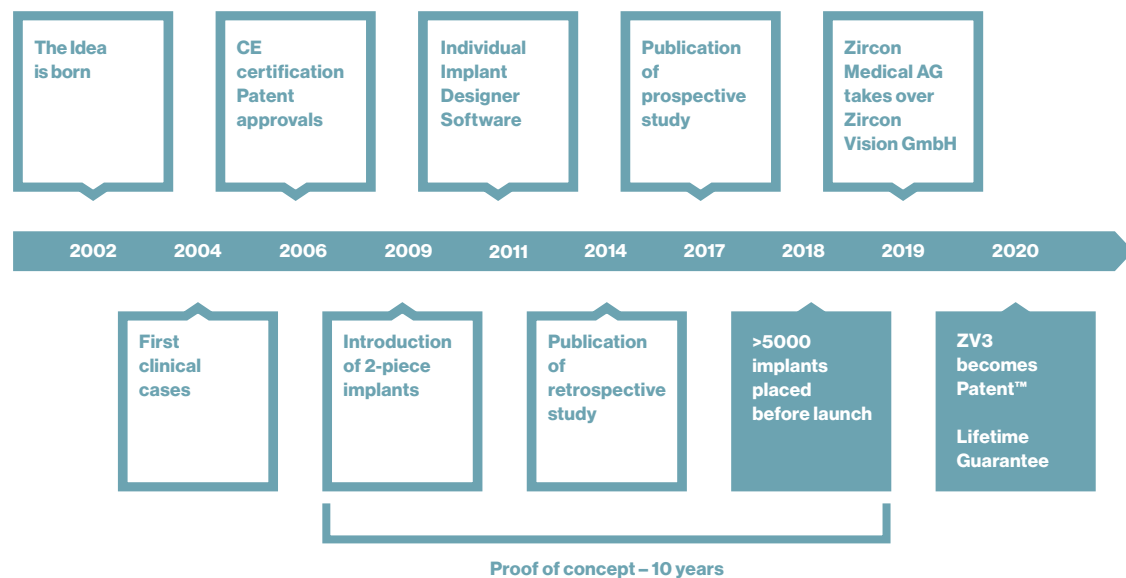 The Idea
is born
CE
certification
Patent
approvals
Individual
Implant
Designer
Software
Publication
of
prospective
study
Zircon
Medical AG
takes over
Zircon
Vision GmbH
2002 2004 2006 2009 2011 2014 2017 2018 2019 2020
First
clinical
cases
Introduction
of 2-piece
implants
Publication
of
retrospective
study
>5000
implants
placed
before launch
ZV3
becomes
Patent™
Lifetime
Guarantee
Proof of concept – 10 years